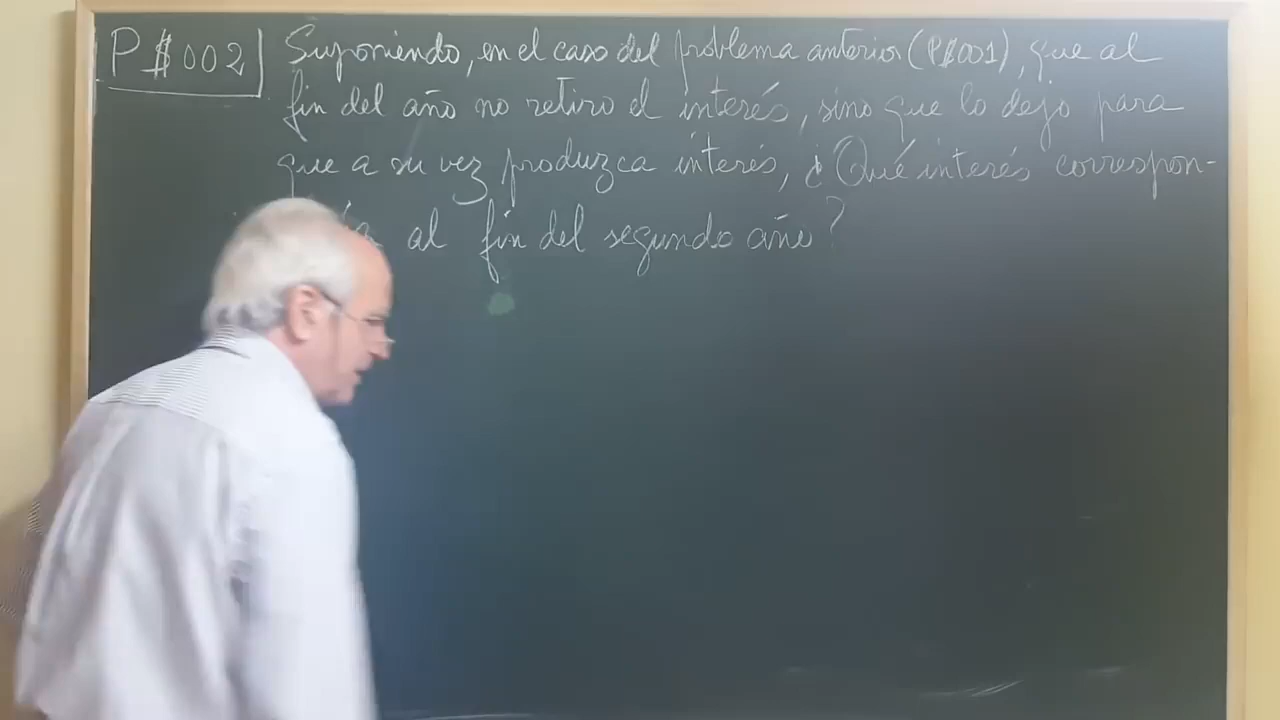 P$002 Suponiendo, en el caso del problema anterior (P$001), que al
fin del año no retiro el interés, sino que lo dejo para
que a su vez produzca interés, ¿Qué interés correspon-
al fin del segundo año?